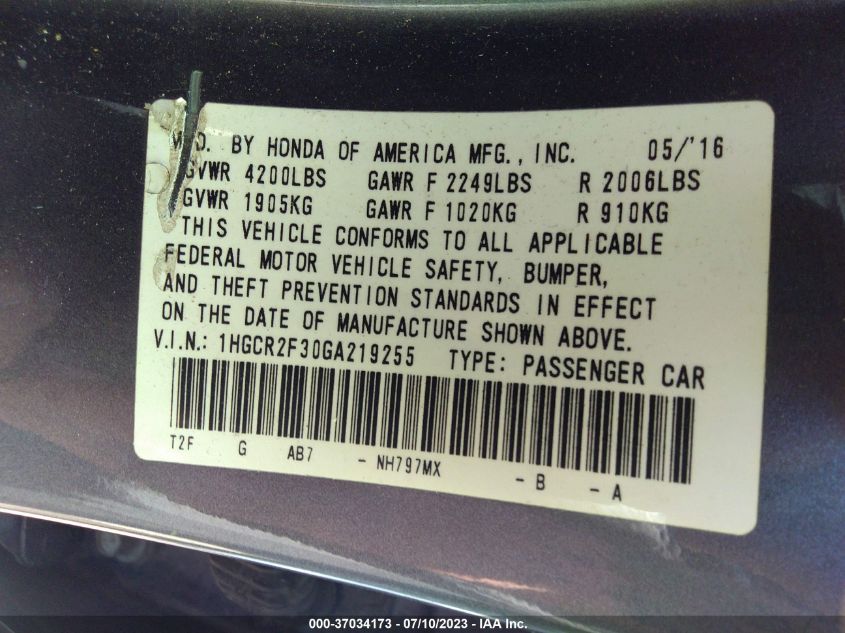 MFD. BY HONDA OF AMERICA MFG., INC. 05/'16
GVWR 4200LBS GAWR F 2249LBS R 2006LBS
GVWR 1905KG GAWR F 1020KG R 910KG
THIS VEHICLE CONFORMS TO ALL APPLICABLE
FEDERAL MOTOR VEHICLE SAFETY, BUMPER,
AND THEFT PREVENTION STANDARDS IN EFFECT
ON THE DATE OF MANUFACTURE SHOWN ABOVE.
V.I.N.: 1HGCR2F30GA219255 TYPE: PASSENGER CAR
T2F G AB7 - NH797MX - B - A
000-37034173 - 07/10/2023 - IAA Inc.